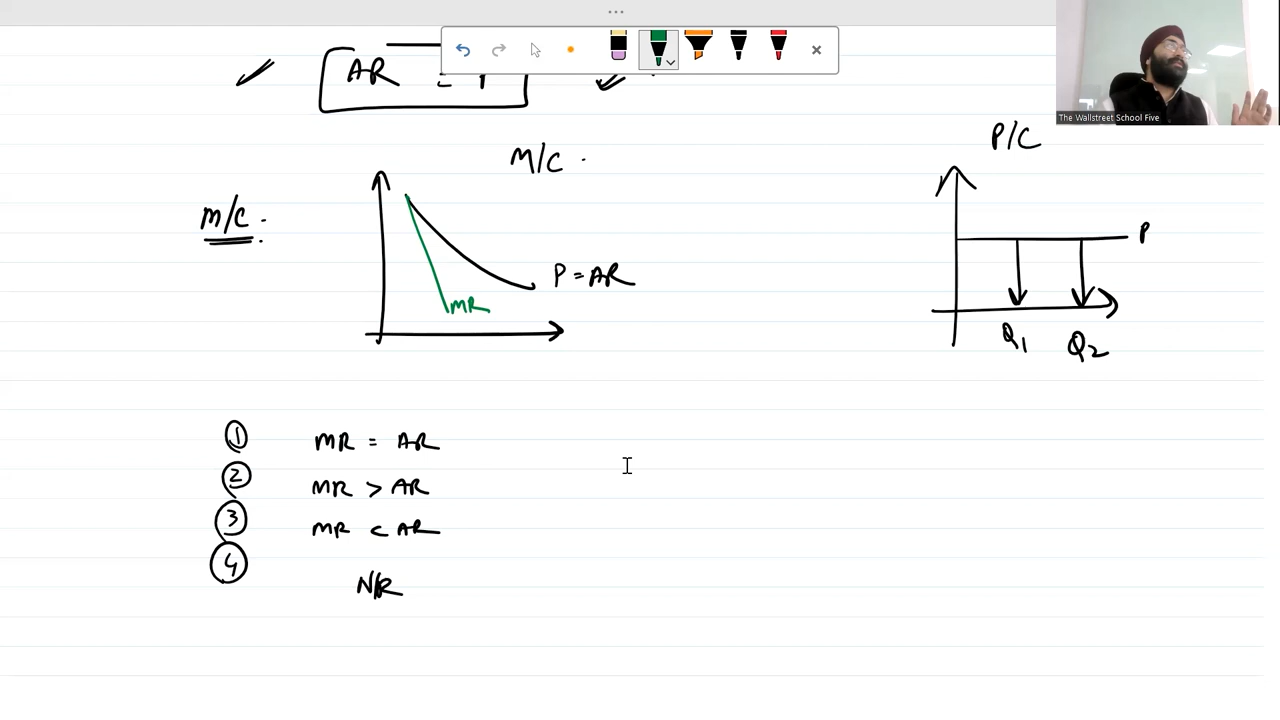 AR = P
The Wallstreet School Five
M/C.
P/C
M/C.
P
P = AR
MR
Q1
Q2
① MR = AR
② MR > AR
③ MR < AR
④ N/R